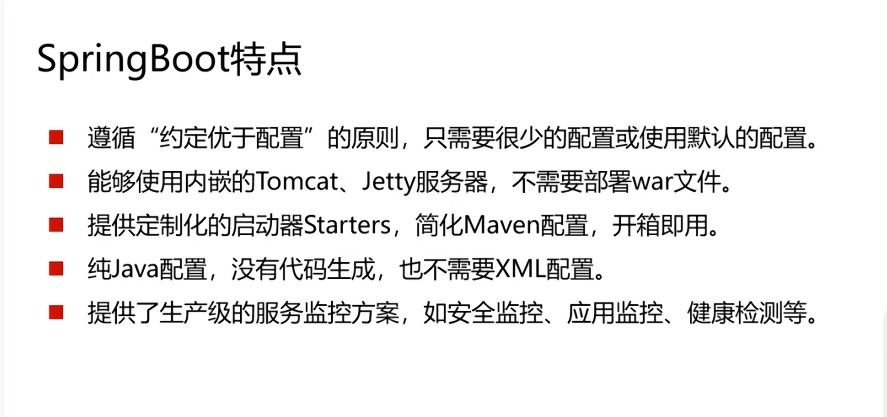 SpringBoot特点
遵循“约定优于配置”的原则，只需要很少的配置或使用默认的配置。
能够使用内嵌的Tomcat、Jetty服务器，不需要部署war文件。
提供定制化的启动器Starters，简化Maven配置，开箱即用。
纯Java配置，没有代码生成，也不需要XML配置。
提供了生产级的服务监控方案，如安全监控、应用监控、健康检测等。